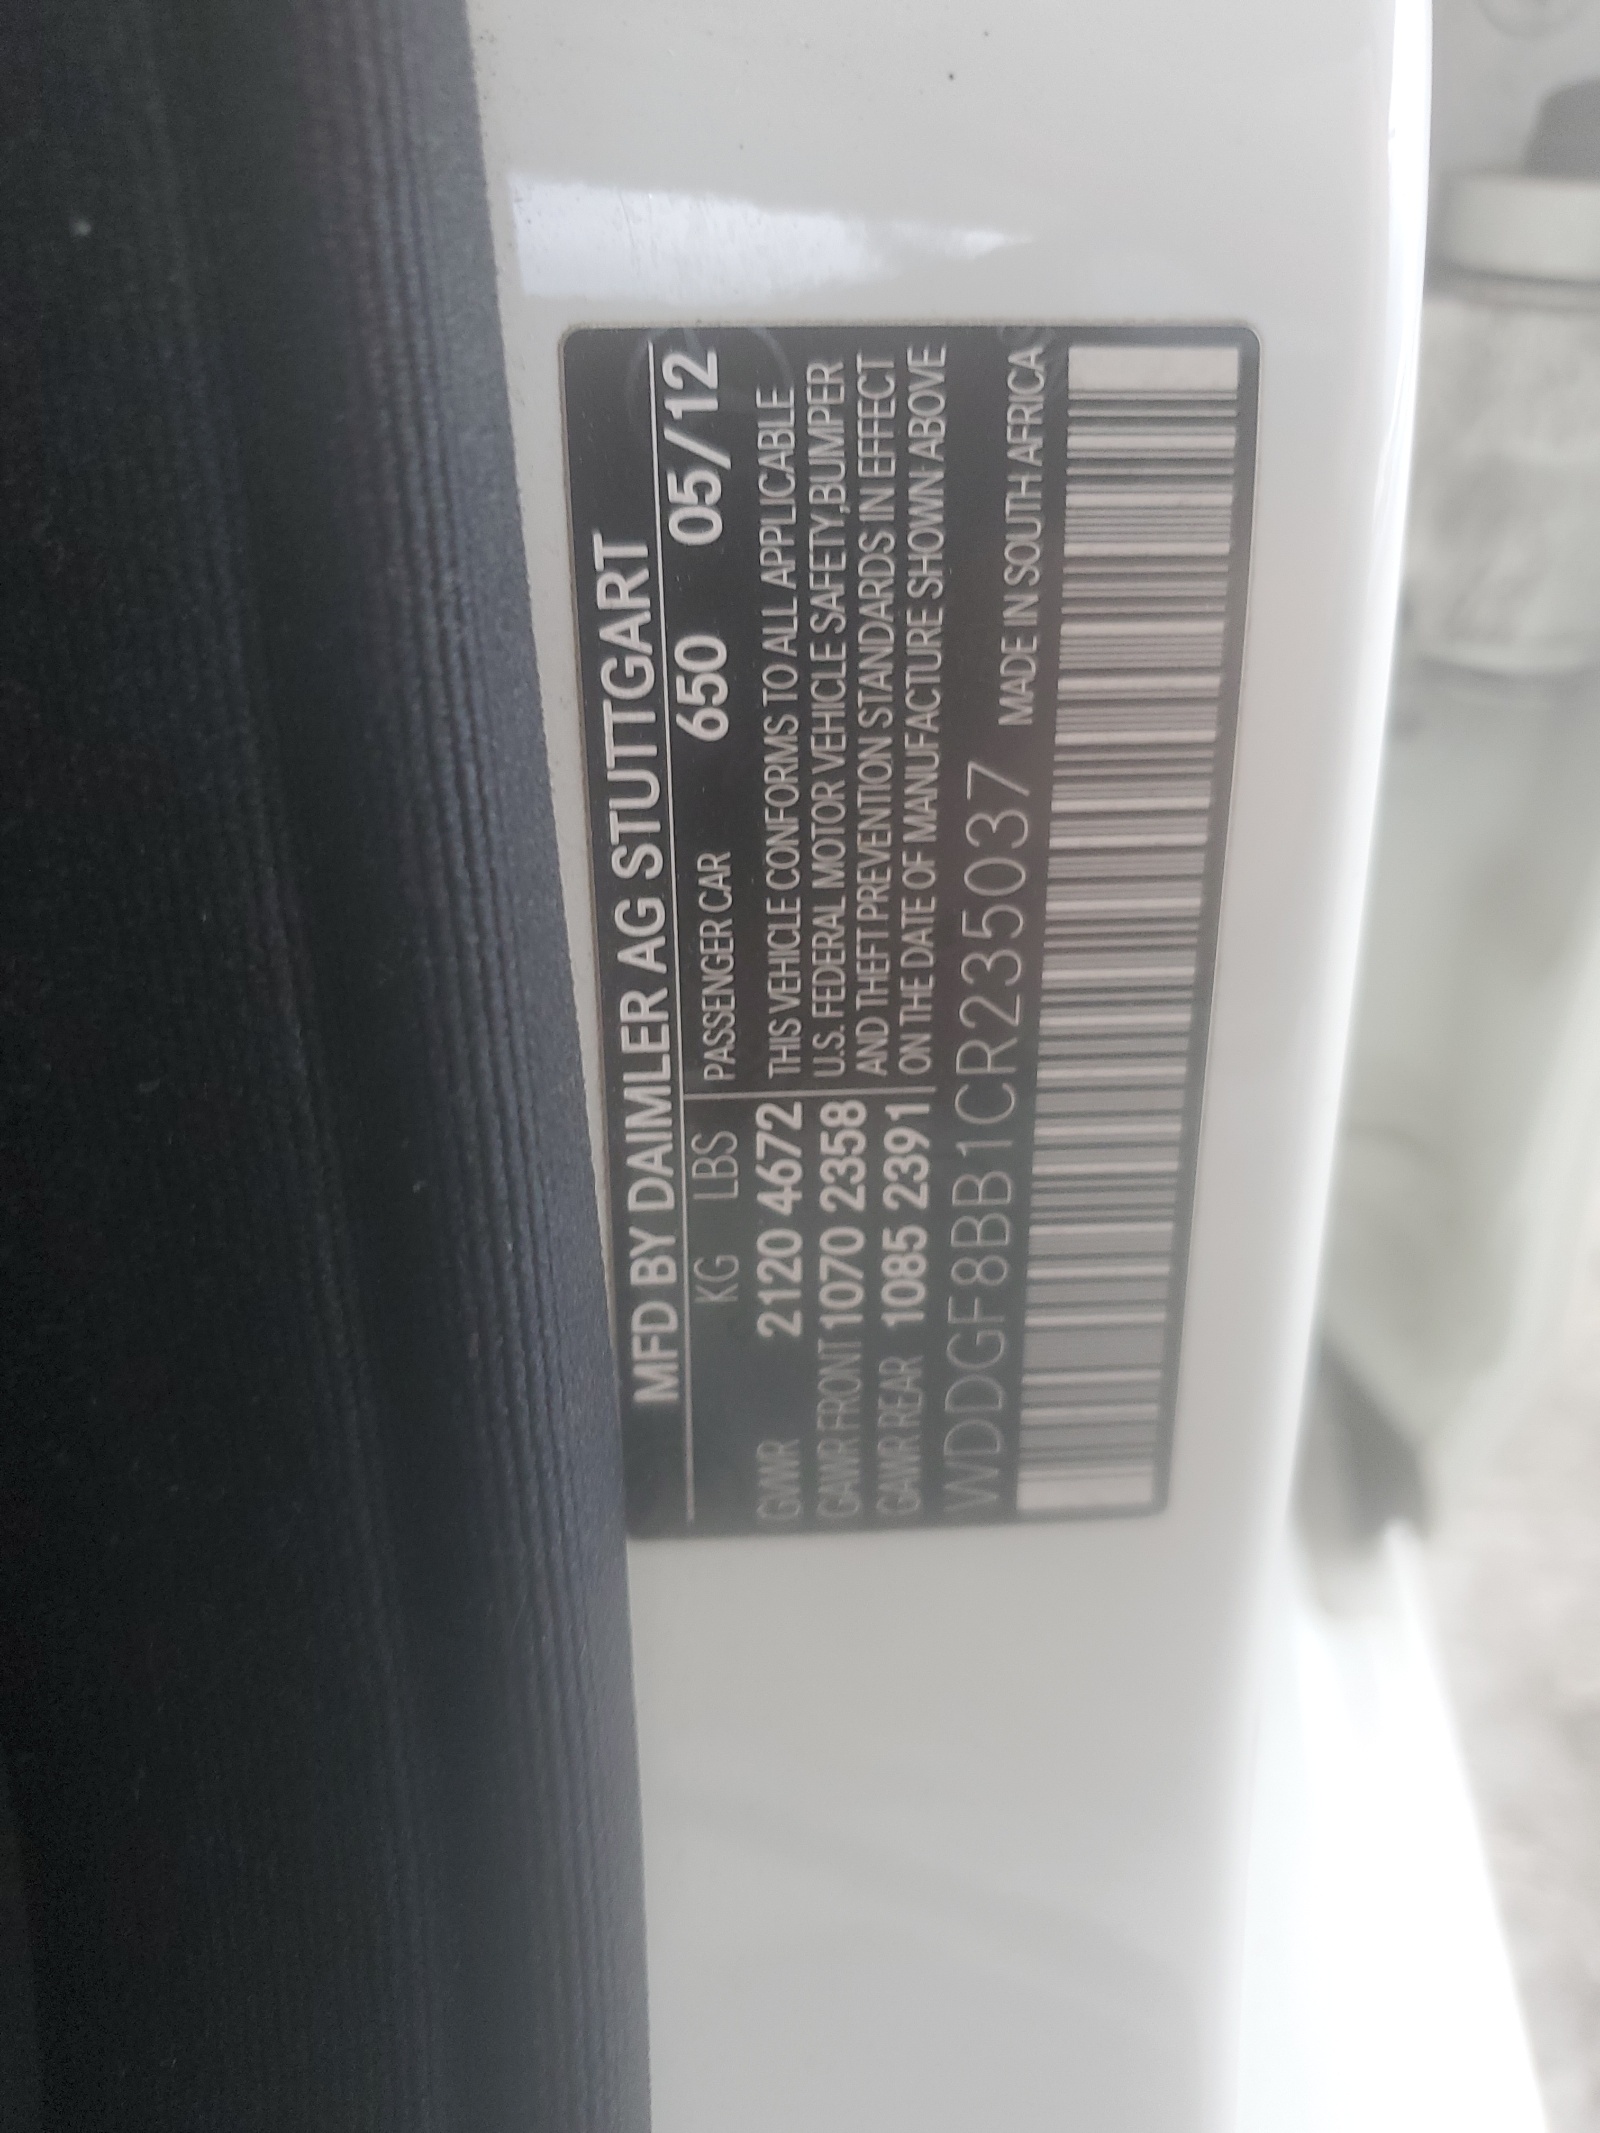 MFD BY DAIMLER AG STUTTGART
KG LBS PASSENGER CAR 650 05/12
GVWR 2120 4672 THIS VEHICLE CONFORMS TO ALL APPLICABLE
GAWR FRONT 1070 2358 U.S. FEDERAL MOTOR VEHICLE SAFETY,BUMPER
GAWR REAR 1085 2391 AND THEFT PREVENTION STANDARDS IN EFFECT
ON THE DATE OF MANUFACTURE SHOWN ABOVE
WDDGF8BB1CR235037 MADE IN SOUTH AFRICA